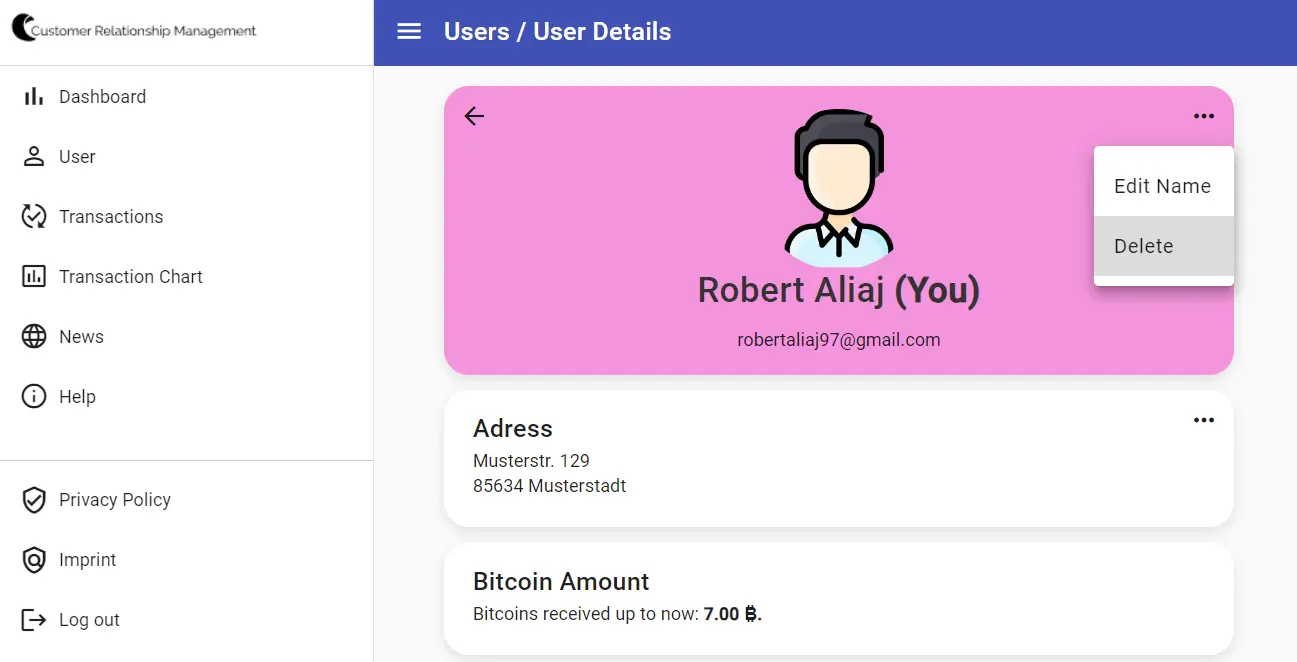 Customer Relationship Management
Users / User Details
Dashboard
User
Transactions
Transaction Chart
News
Help
Privacy Policy
Imprint
Log out
Edit Name
Delete
Robert Aliaj (You)
robertaliaj97@gmail.com
Adress
Musterstr. 129
85634 Musterstadt
Bitcoin Amount
Bitcoins received up to now: 7.00 ₿.